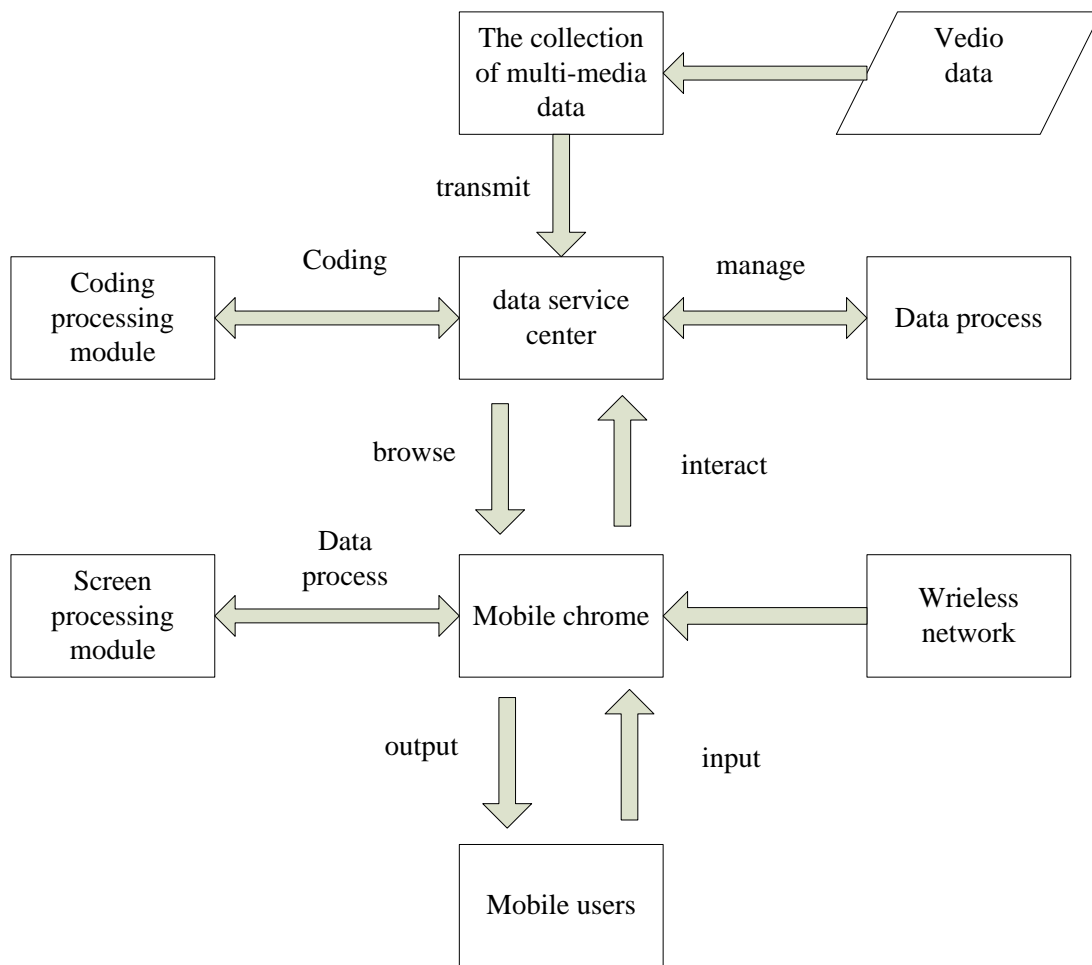 The collection
of multi-media
data
Vedio
data
transmit
Coding
processing
module
Coding
data service
center
manage
Data process
browse
interact
Screen
processing
module
Data
process
Mobile chrome
Wrieless
network
output
input
Mobile users